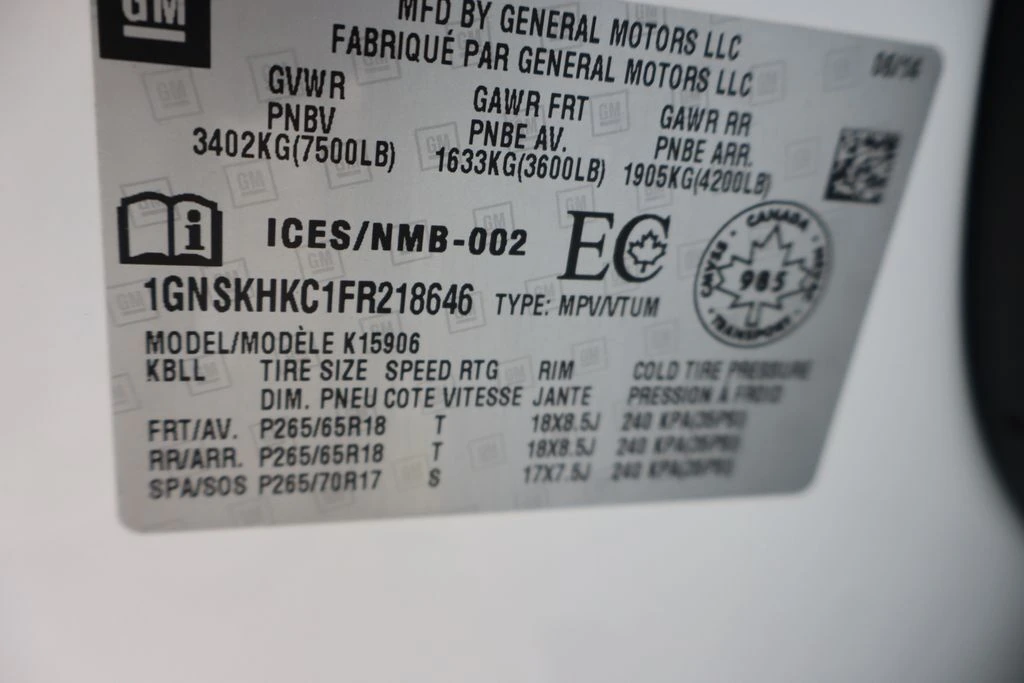 GM
MFD BY GENERAL MOTORS LLC
FABRIQUÉ PAR GENERAL MOTORS LLC
GVWR GAWR FRT GAWR RR
PNBV PNBE AV. PNBE ARR.
3402KG(7500LB) 1633KG(3600LB) 1905KG(4200LB)
i ICES/NMB-002 EC
CANADA
985
TRANSPORT
1GNSKHKC1FR218646 TYPE: MPV/VTUM
MODEL/MODÈLE K15906
KBLL TIRE SIZE SPEED RTG RIM COLD TIRE PRESSURE
DIM. PNEU COTE VITESSE JANTE PRESSION A FROID
FRT/AV. P265/65R18 T 18X8.5J 240 KPA(35PSI)
RR/ARR. P265/65R18 T 18X8.5J 240 KPA(35PSI)
SPA/SOS P265/70R17 S 17X7.5J 240 KPA(35PSI)